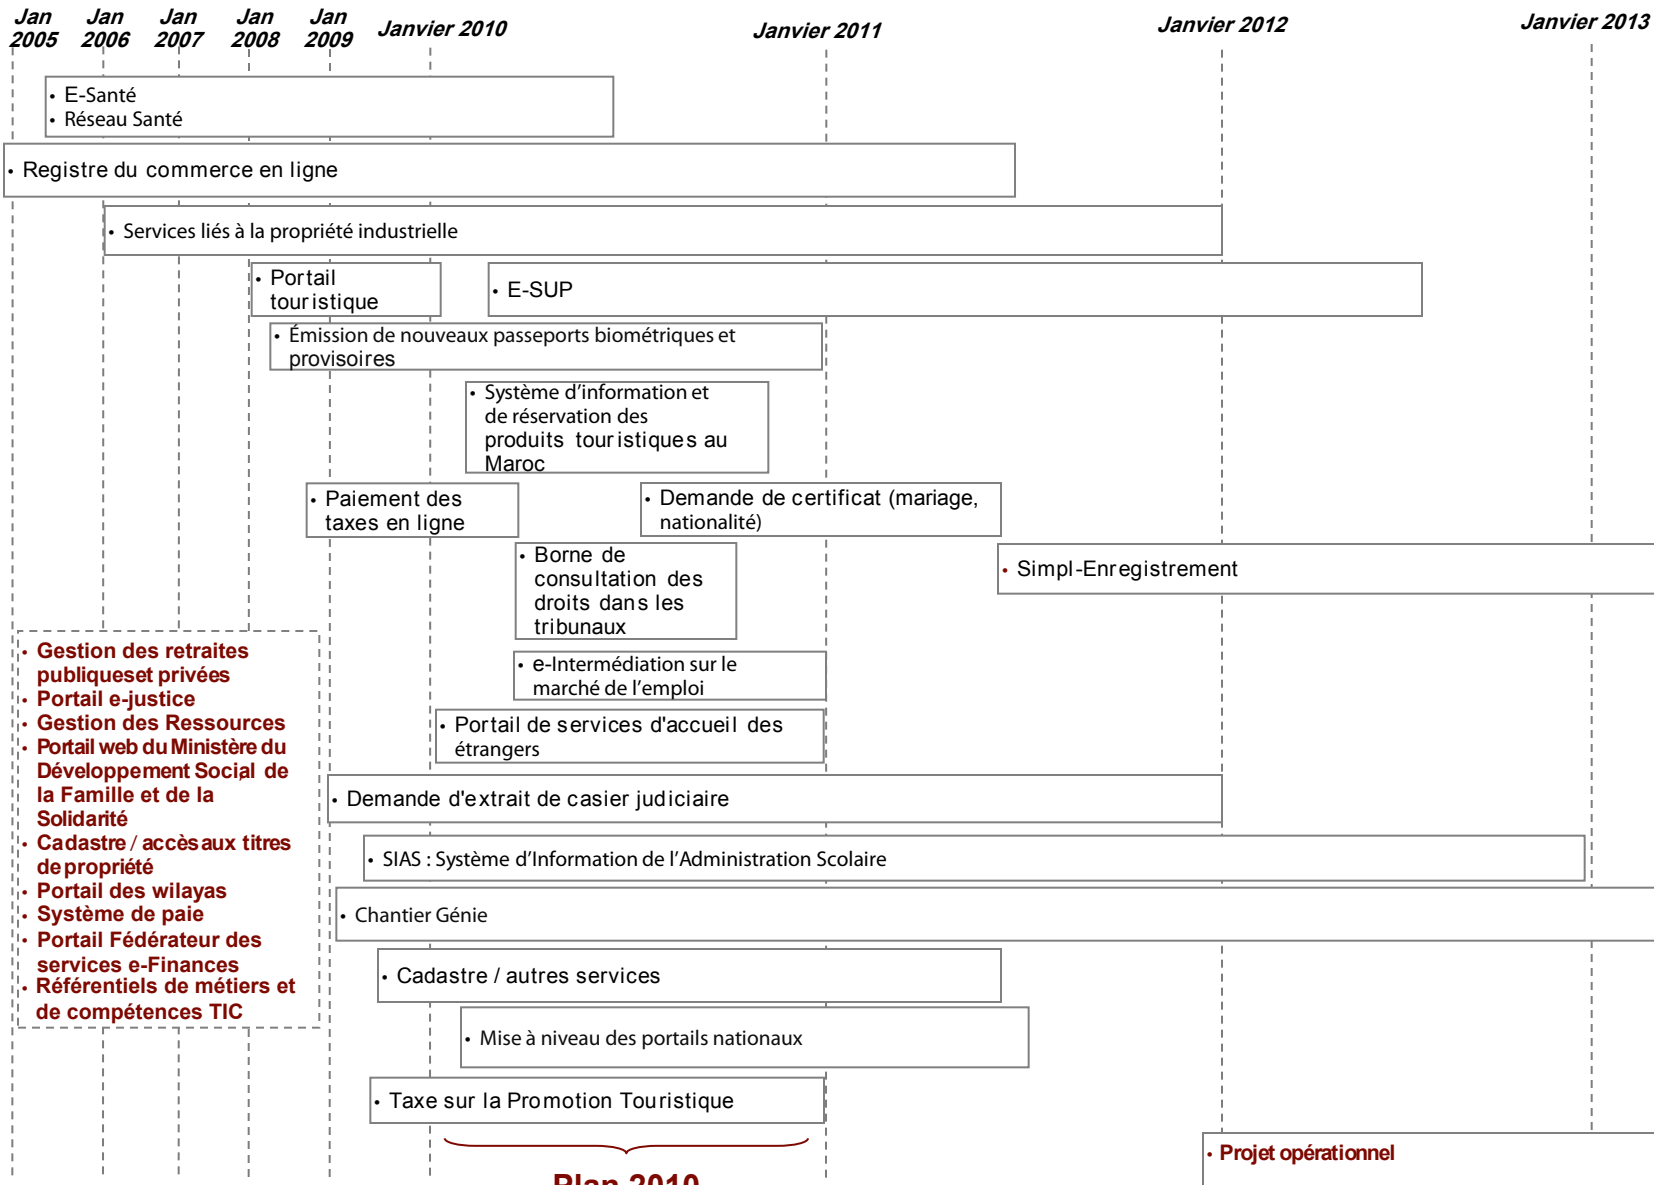 Jan 2005
Jan 2006
Jan 2007
Jan 2008
Jan 2009
Janvier 2010
Janvier 2011
Janvier 2012
Janvier 2013
• E-Santé
• Réseau Santé
• Registre du commerce en ligne
• Services liés à la propriété industrielle
• Portail
touristique
• E-SUP
• Émission de nouveaux passeports biométriques et
provisoires
• Système d’information et
de réservation des
produits touristiques au
Maroc
• Paiement des
taxes en ligne
• Demande de certificat (mariage,
nationalité)
• Borne de
consultation des
droits dans les
tribunaux
• Simpl-Enregistrement
• Gestion des retraites
publiqueset privées
• Portail e-justice
• Gestion des Ressources
• Portail web du Ministère du
Développement Social, de
la Famille et de la
Solidarité
• Cadastre / accès aux titres
de propriété
• Portail des wilayas
• Système de paie
• Portail Fédérateur des
services e-Finances
• Référentiels de métiers et
de compétences TIC
• e-Intermédiation sur le
marché de l’emploi
• Portail de services d'accueil des
étrangers
• Demande d'extrait de casier judiciaire
• SIAS : Système d’Information de l’Administration Scolaire
• Chantier Génie
• Cadastre / autres services
• Mise à niveau des portails nationaux
• Taxe sur la Promotion Touristique
Plan 2010
• Projet opérationnel